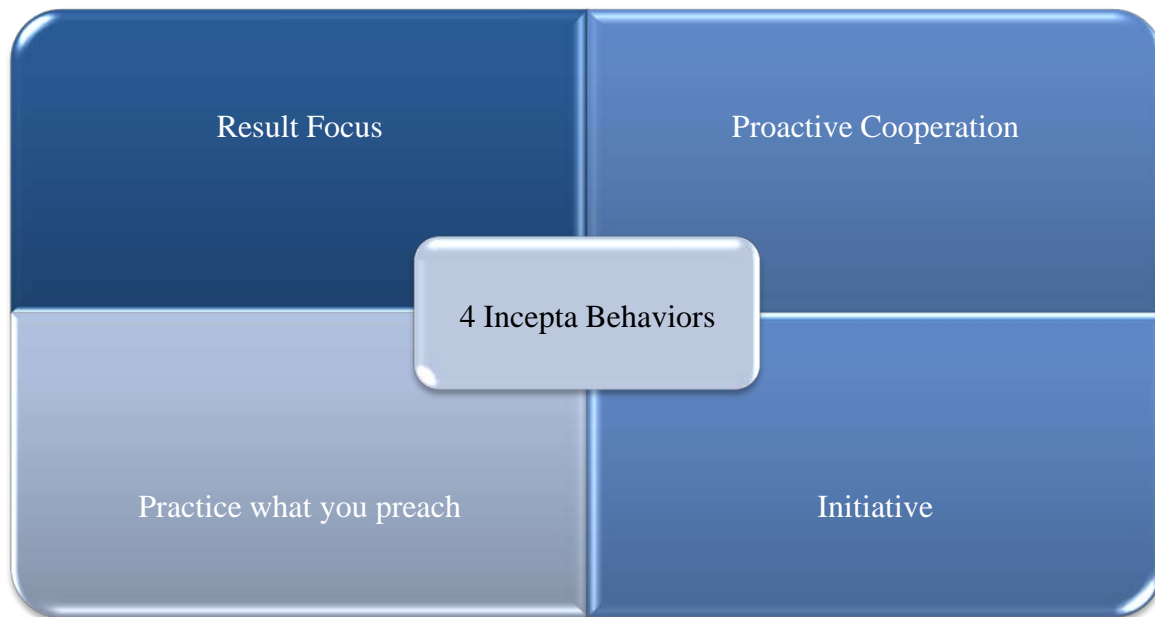 Result Focus
Proactive Cooperation
4 Incepta Behaviors
Practice what you preach
Initiative